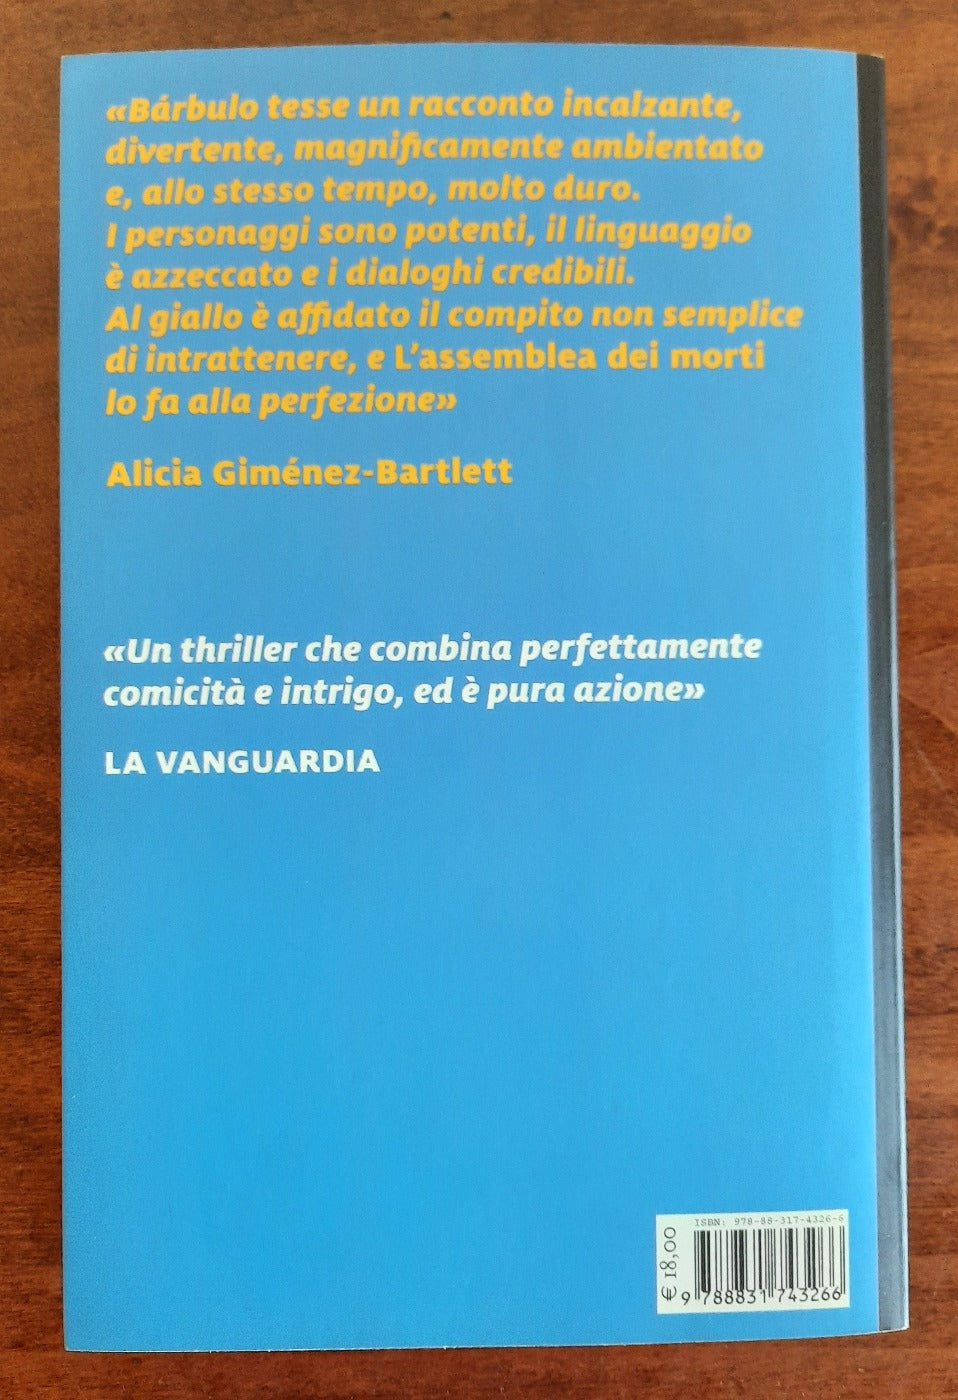 «Bárbulo tesse un racconto incalzante,
divertente, magnificamente ambientato
e, allo stesso tempo, molto duro.
I personaggi sono potenti, il linguaggio
è azzeccato e i dialoghi credibili.
Al giallo è affidato il compito non semplice
di intrattenere, e L'assemblea dei morti
lo fa alla perfezione»
Alicia Giménez-Bartlett
«Un thriller che combina perfettamente
comicità e intrigo, ed è pura azione»
LA VANGUARDIA
ISBN: 978-88-317-4326-6
€ 18,00
9 788831 743266